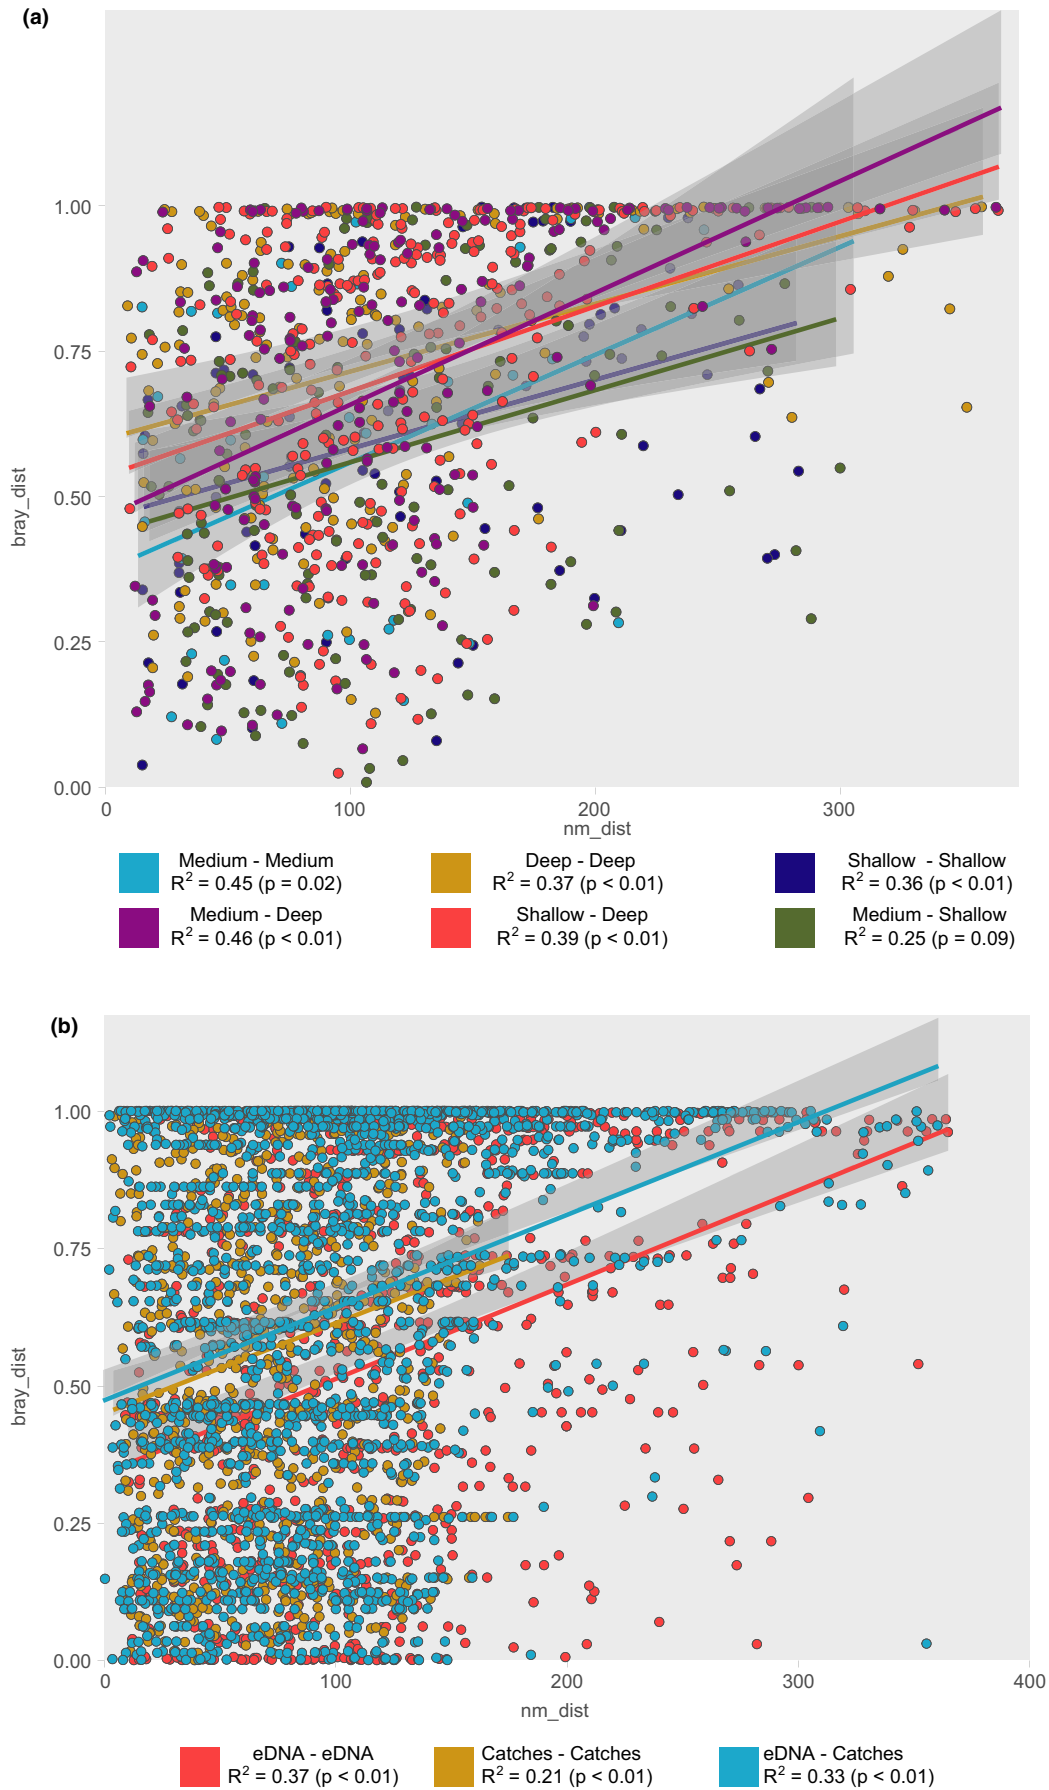 (a)
1.00
0.75
0.50
0.25
0.00
bray_dist
0 100 200 300
nm_dist
Medium - Medium
R² = 0.45 (p = 0.02)
Deep - Deep
R² = 0.37 (p < 0.01)
Shallow - Shallow
R² = 0.36 (p < 0.01)
Medium - Deep
R² = 0.46 (p < 0.01)
Shallow - Deep
R² = 0.39 (p < 0.01)
Medium - Shallow
R² = 0.25 (p = 0.09)
(b)
1.00
0.75
0.50
0.25
0.00
bray_dist
0 100 200 300 400
nm_dist
eDNA - eDNA
R² = 0.37 (p < 0.01)
Catches - Catches
R² = 0.21 (p < 0.01)
eDNA - Catches
R² = 0.33 (p < 0.01)